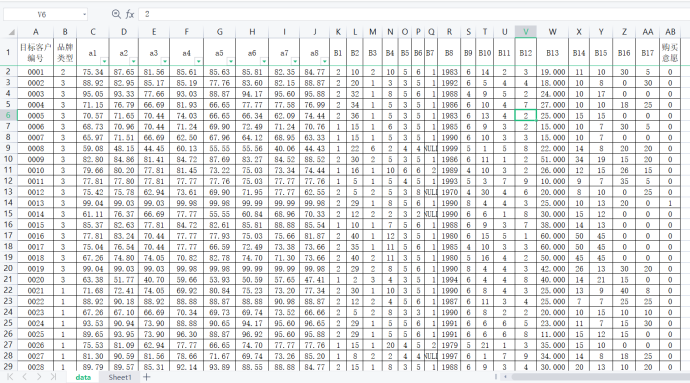 V6 fx 2
A B C D E F G H I J K L M N O P Q R S T U V W X Y Z AA AB
1 目标客户编号 品牌类型 a1 a2 a3 a4 a5 a6 a7 a8 B1 B2 B3 B4 B5 B6 B7 B8 B9 B10 B11 B12 B13 B14 B15 B16 B17 购买意愿
2 0001 2 75.34 87.65 81.56 85.61 85.63 85.81 82.35 84.77 2 10 2 10 5 6 1 1983 6 14 2 3 19.000 11 10 30 5 0
3 0002 3 88.92 82.95 85.17 85.19 77.76 83.60 82.15 88.87 2 20 1 3 3 5 1 1992 6 5 4 4 18.000 10 8 0 30 0
4 0003 3 95.05 93.33 77.66 93.03 88.87 94.17 95.60 95.88 2 32 1 8 5 6 1 1988 4 9 5 2 24.000 10 17 0 0 0
5 0004 3 71.15 76.79 66.69 81.93 66.65 77.77 77.58 76.99 2 34 1 5 5 3 1 1986 4 10 4 7 27.000 10 10 18 25 0
6 0005 3 70.57 71.65 70.44 74.03 66.65 66.34 62.09 74.44 2 36 1 5 3 5 1 1983 6 13 4 2 25.000 15 15 0 0 0
7 0006 3 68.73 70.96 70.44 71.24 69.90 72.49 71.24 70.76 1 15 1 6 3 5 1 1985 6 9 3 2 15.000 10 7 30 5 0
8 0007 3 65.97 71.51 66.69 62.50 67.96 64.12 68.95 63.33 1 15 1 5 3 5 1 1990 6 10 3 3 15.000 10 7 0 0 0
9 0008 3 59.08 48.15 44.45 60.13 55.55 55.56 40.06 44.43 1 22 6 2 4 4 NULL 1999 5 1 5 8 22.000 14 8 20 20 0
10 0009 3 82.80 84.86 81.41 84.72 87.69 83.27 84.52 88.52 2 30 2 5 3 5 1 1986 6 11 1 2 51.000 34 19 15 20 0
11 0010 3 79.66 80.20 77.81 81.45 73.22 75.03 73.34 74.44 1 16 1 10 6 6 2 1989 4 10 3 2 26.000 12 15 26 15 0
12 0011 3 77.81 77.80 77.81 77.77 77.76 75.03 77.77 77.76 1 5 1 5 4 5 1 1993 5 3 7 9 10.000 9 7 35 5 0
13 0012 3 75.42 75.78 62.94 73.61 69.90 71.95 77.77 62.55 2 5 2 5 3 8 NULL 1970 4 30 4 6 20.000 8 10 0 25 0
14 0013 3 99.04 99.03 99.03 99.98 99.99 99.99 99.99 99.98 2 29 1 8 5 6 1 1990 8 4 4 3 25.000 10 13 20 0 1
15 0014 3 61.11 76.37 66.69 77.77 55.55 60.84 68.96 70.33 2 12 2 2 3 2 NULL 1990 6 6 1 8 30.000 15 12 0 0 0
16 0015 3 85.37 82.63 77.81 84.72 82.61 85.81 88.88 85.54 1 10 1 7 5 6 1 1988 6 9 3 7 38.000 14 13 0 0 0
17 0016 3 77.81 83.24 70.44 77.77 77.93 75.03 75.66 81.87 2 40 1 12 3 5 1 1980 6 15 5 1 60.000 50 45 0 0 0
18 0017 3 75.04 76.54 70.44 77.77 66.59 72.49 73.38 73.66 2 35 1 11 5 6 1 1985 4 10 3 3 60.000 50 45 0 0 0
19 0018 3 67.26 74.80 74.05 70.82 82.78 74.70 71.30 73.66 2 40 2 11 3 5 1 1980 5 16 4 2 50.000 45 45 0 0 0
20 0019 3 99.04 99.03 99.03 99.98 99.98 99.99 99.99 99.98 2 29 2 8 5 6 1 1990 8 4 4 3 42.000 26 13 30 20 0
21 0020 3 63.38 51.77 40.70 59.66 53.93 50.59 57.65 47.41 1 2 3 4 3 5 1 1994 6 4 4 8 40.000 14 21 15 0 0
22 0021 1 71.68 72.41 74.05 69.92 80.84 75.23 73.20 77.34 2 30 1 10 3 5 1 1990 6 8 4 3 25.000 13 9 40 8 0
23 0022 1 88.92 90.18 88.92 88.88 88.87 88.88 90.98 88.87 2 12 2 4 5 6 1 1987 6 11 3 4 25.000 7 7 25 25 0
24 0023 1 67.26 67.10 66.69 70.34 69.73 69.74 73.52 66.66 2 5 2 8 3 3 1 1990 6 8 2 2 20.000 10 15 10 10 0
25 0024 1 93.53 90.94 73.90 88.88 90.65 94.17 95.60 96.65 2 29 1 5 5 6 1 1991 6 6 6 5 23.000 11 7 15 30 0
26 0025 1 89.65 93.95 73.90 96.30 88.87 96.92 95.60 95.88 2 29 1 5 5 6 1 1991 6 6 6 8 11.000 15 12 15 0 0
27 0026 1 75.53 81.09 62.94 77.77 66.65 74.70 77.77 77.76 1 15 1 20 4 5 2 1979 5 21 1 3 35.000 15 10 0 0 0
28 0027 1 81.30 90.59 81.56 78.66 71.67 69.74 73.26 85.20 1 8 2 2 4 4 NULL 1997 6 1 7 9 34.000 14 8 18 25 0
29 0028 1 89.79 89.57 85.31 92.14 93.93 88.55 88.88 84.77 2 15 1 8 1988 6 9 3 4 30.000 20 13 10 20 0
data Sheet1 +